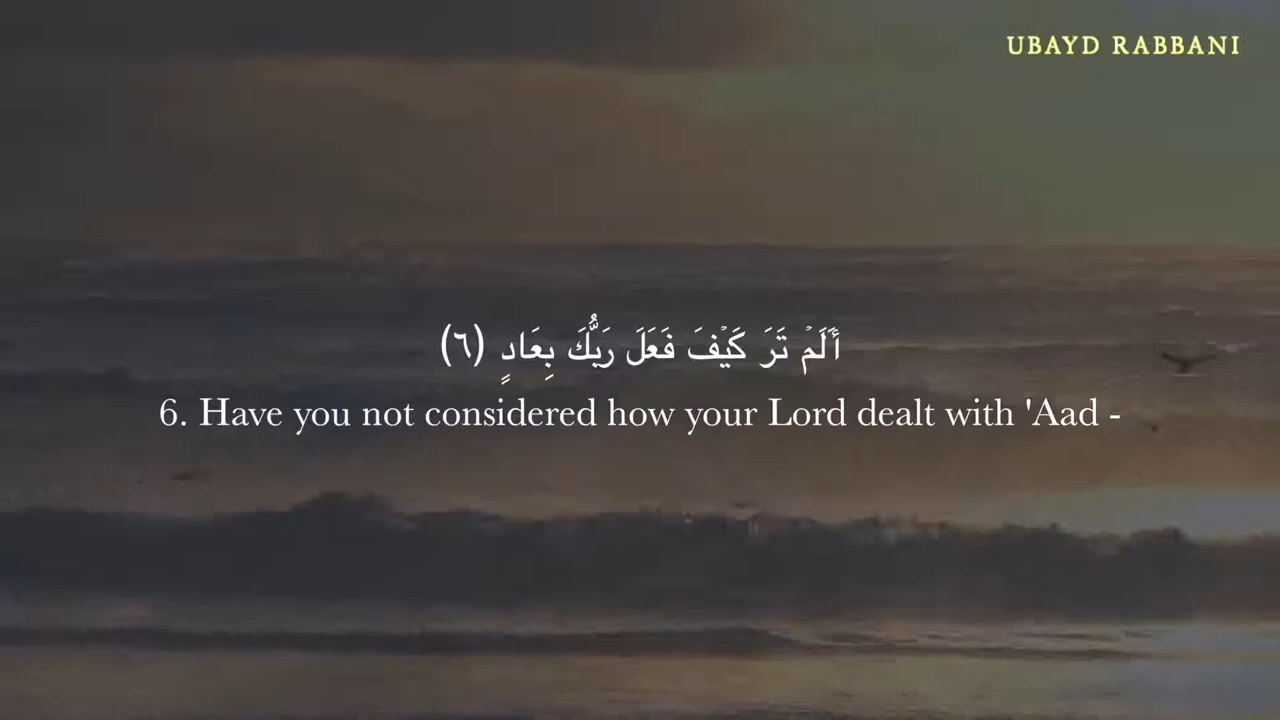 UBAYD RABBANI
أَلَمْ تَرَ كَيْفَ فَعَلَ رَبُّكَ بِعَادٍ (٦)
6. Have you not considered how your Lord dealt with 'Aad -